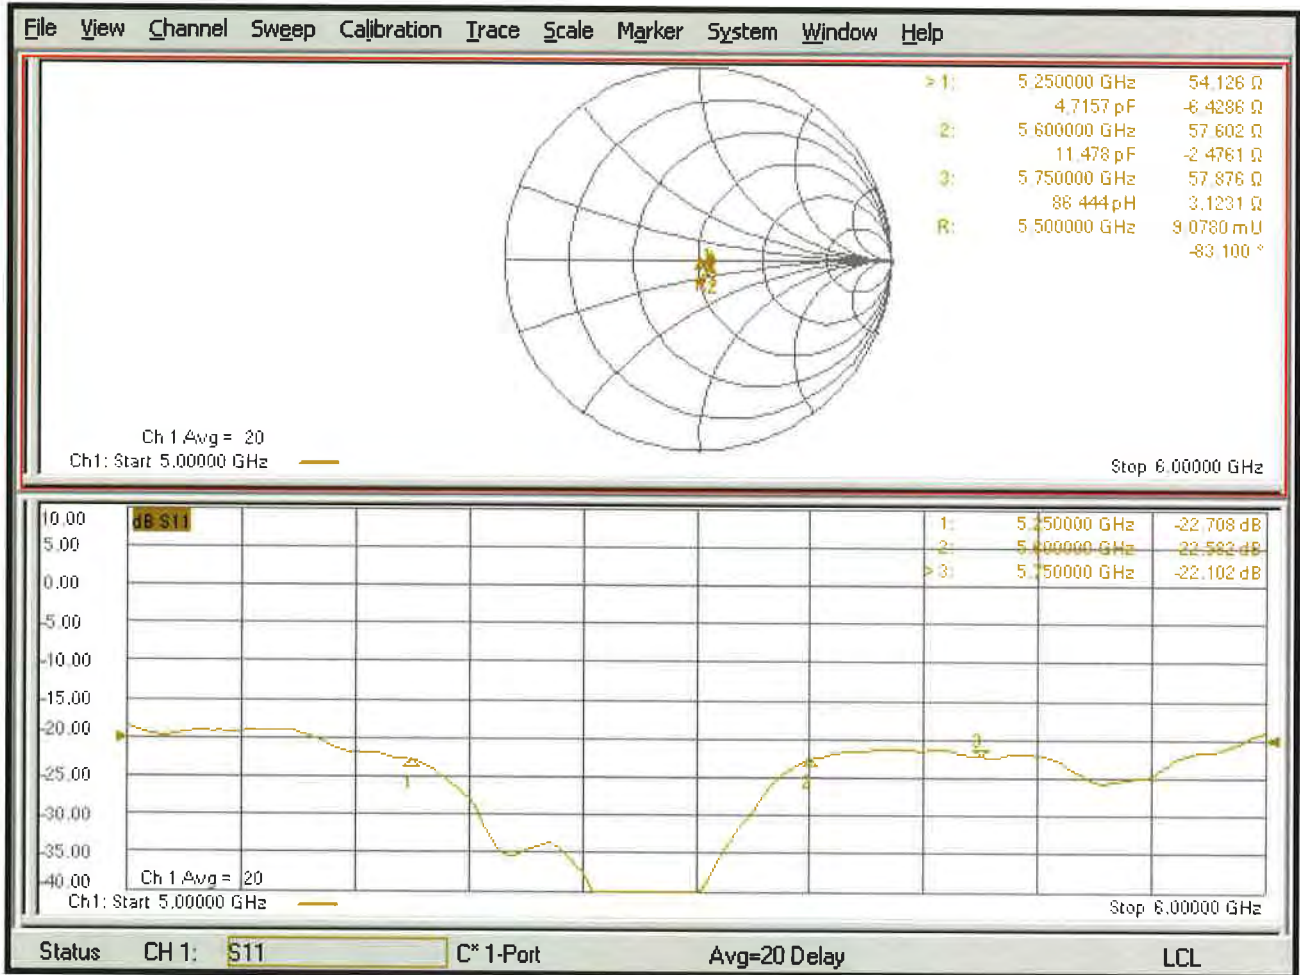 File View Channel Sweep Calibration Trace Scale Marker System Window Help
> 1: 5.250000 GHz 54.126 Ω
4.7157 pF -6.4286 Ω
2: 5.600000 GHz 57.602 Ω
11.478 pF -2.4761 Ω
3: 5.750000 GHz 57.876 Ω
86.444 pH 3.1231 Ω
R: 5.500000 GHz 9.0780 mU
-83.100 °
2
Ch 1 Avg = 20
Ch1: Start 5.00000 GHz
Stop 6.00000 GHz
10.00
5.00
0.00
-5.00
-10.00
-15.00
-20.00
-25.00
-30.00
-35.00
-40.00
dB S11
1: 5.250000 GHz -22.708 dB
2: 5.600000 GHz -22.582 dB
> 3: 5.750000 GHz -22.102 dB
1
2
3
Ch 1 Avg = 20
Ch1: Start 5.00000 GHz
Stop 6.00000 GHz
Status CH 1: S11 C* 1-Port Avg=20 Delay LCL